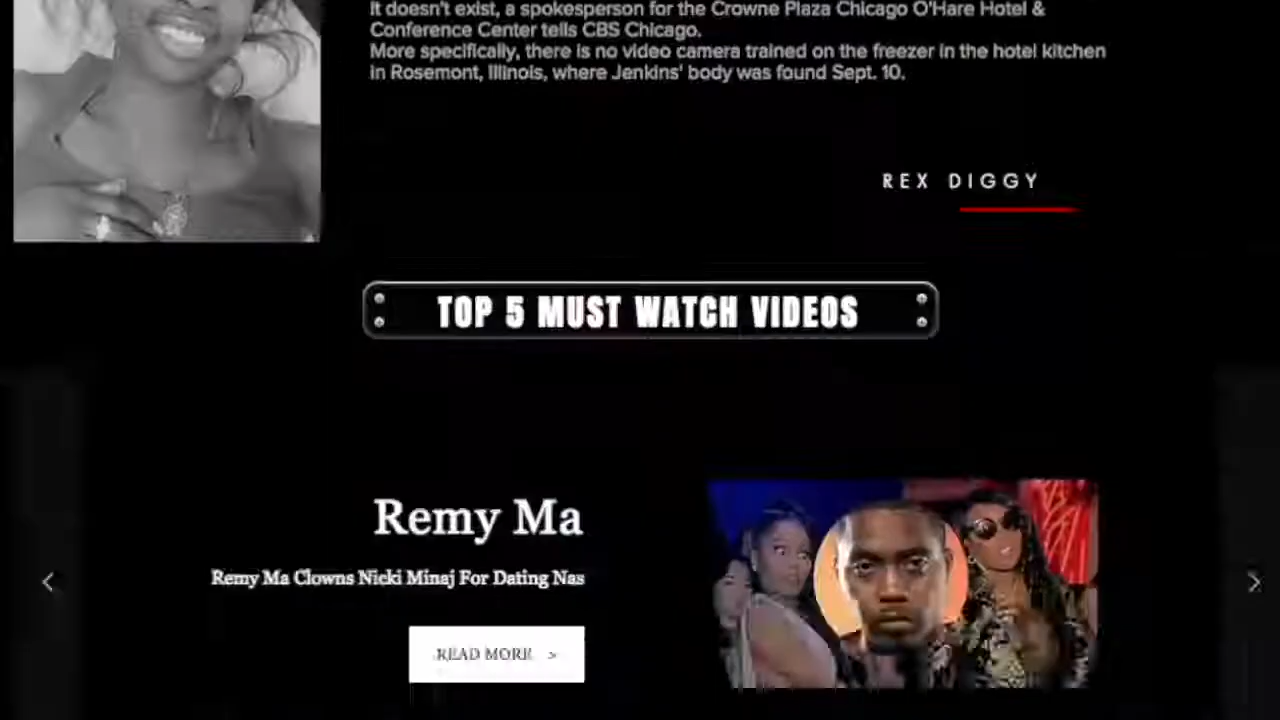 It doesn't exist, a spokesperson for the Crowne Plaza Chicago O'Hare Hotel &
Conference Center tells CBS Chicago.
More specifically, there is no video camera trained on the freezer in the hotel kitchen
in Rosemont, Illinois, where Jenkins' body was found Sept. 10.
REX DIGGY
TOP 5 MUST WATCH VIDEOS
Remy Ma
Remy Ma Clowns Nicki Minaj For Dating Nas
READ MORE >